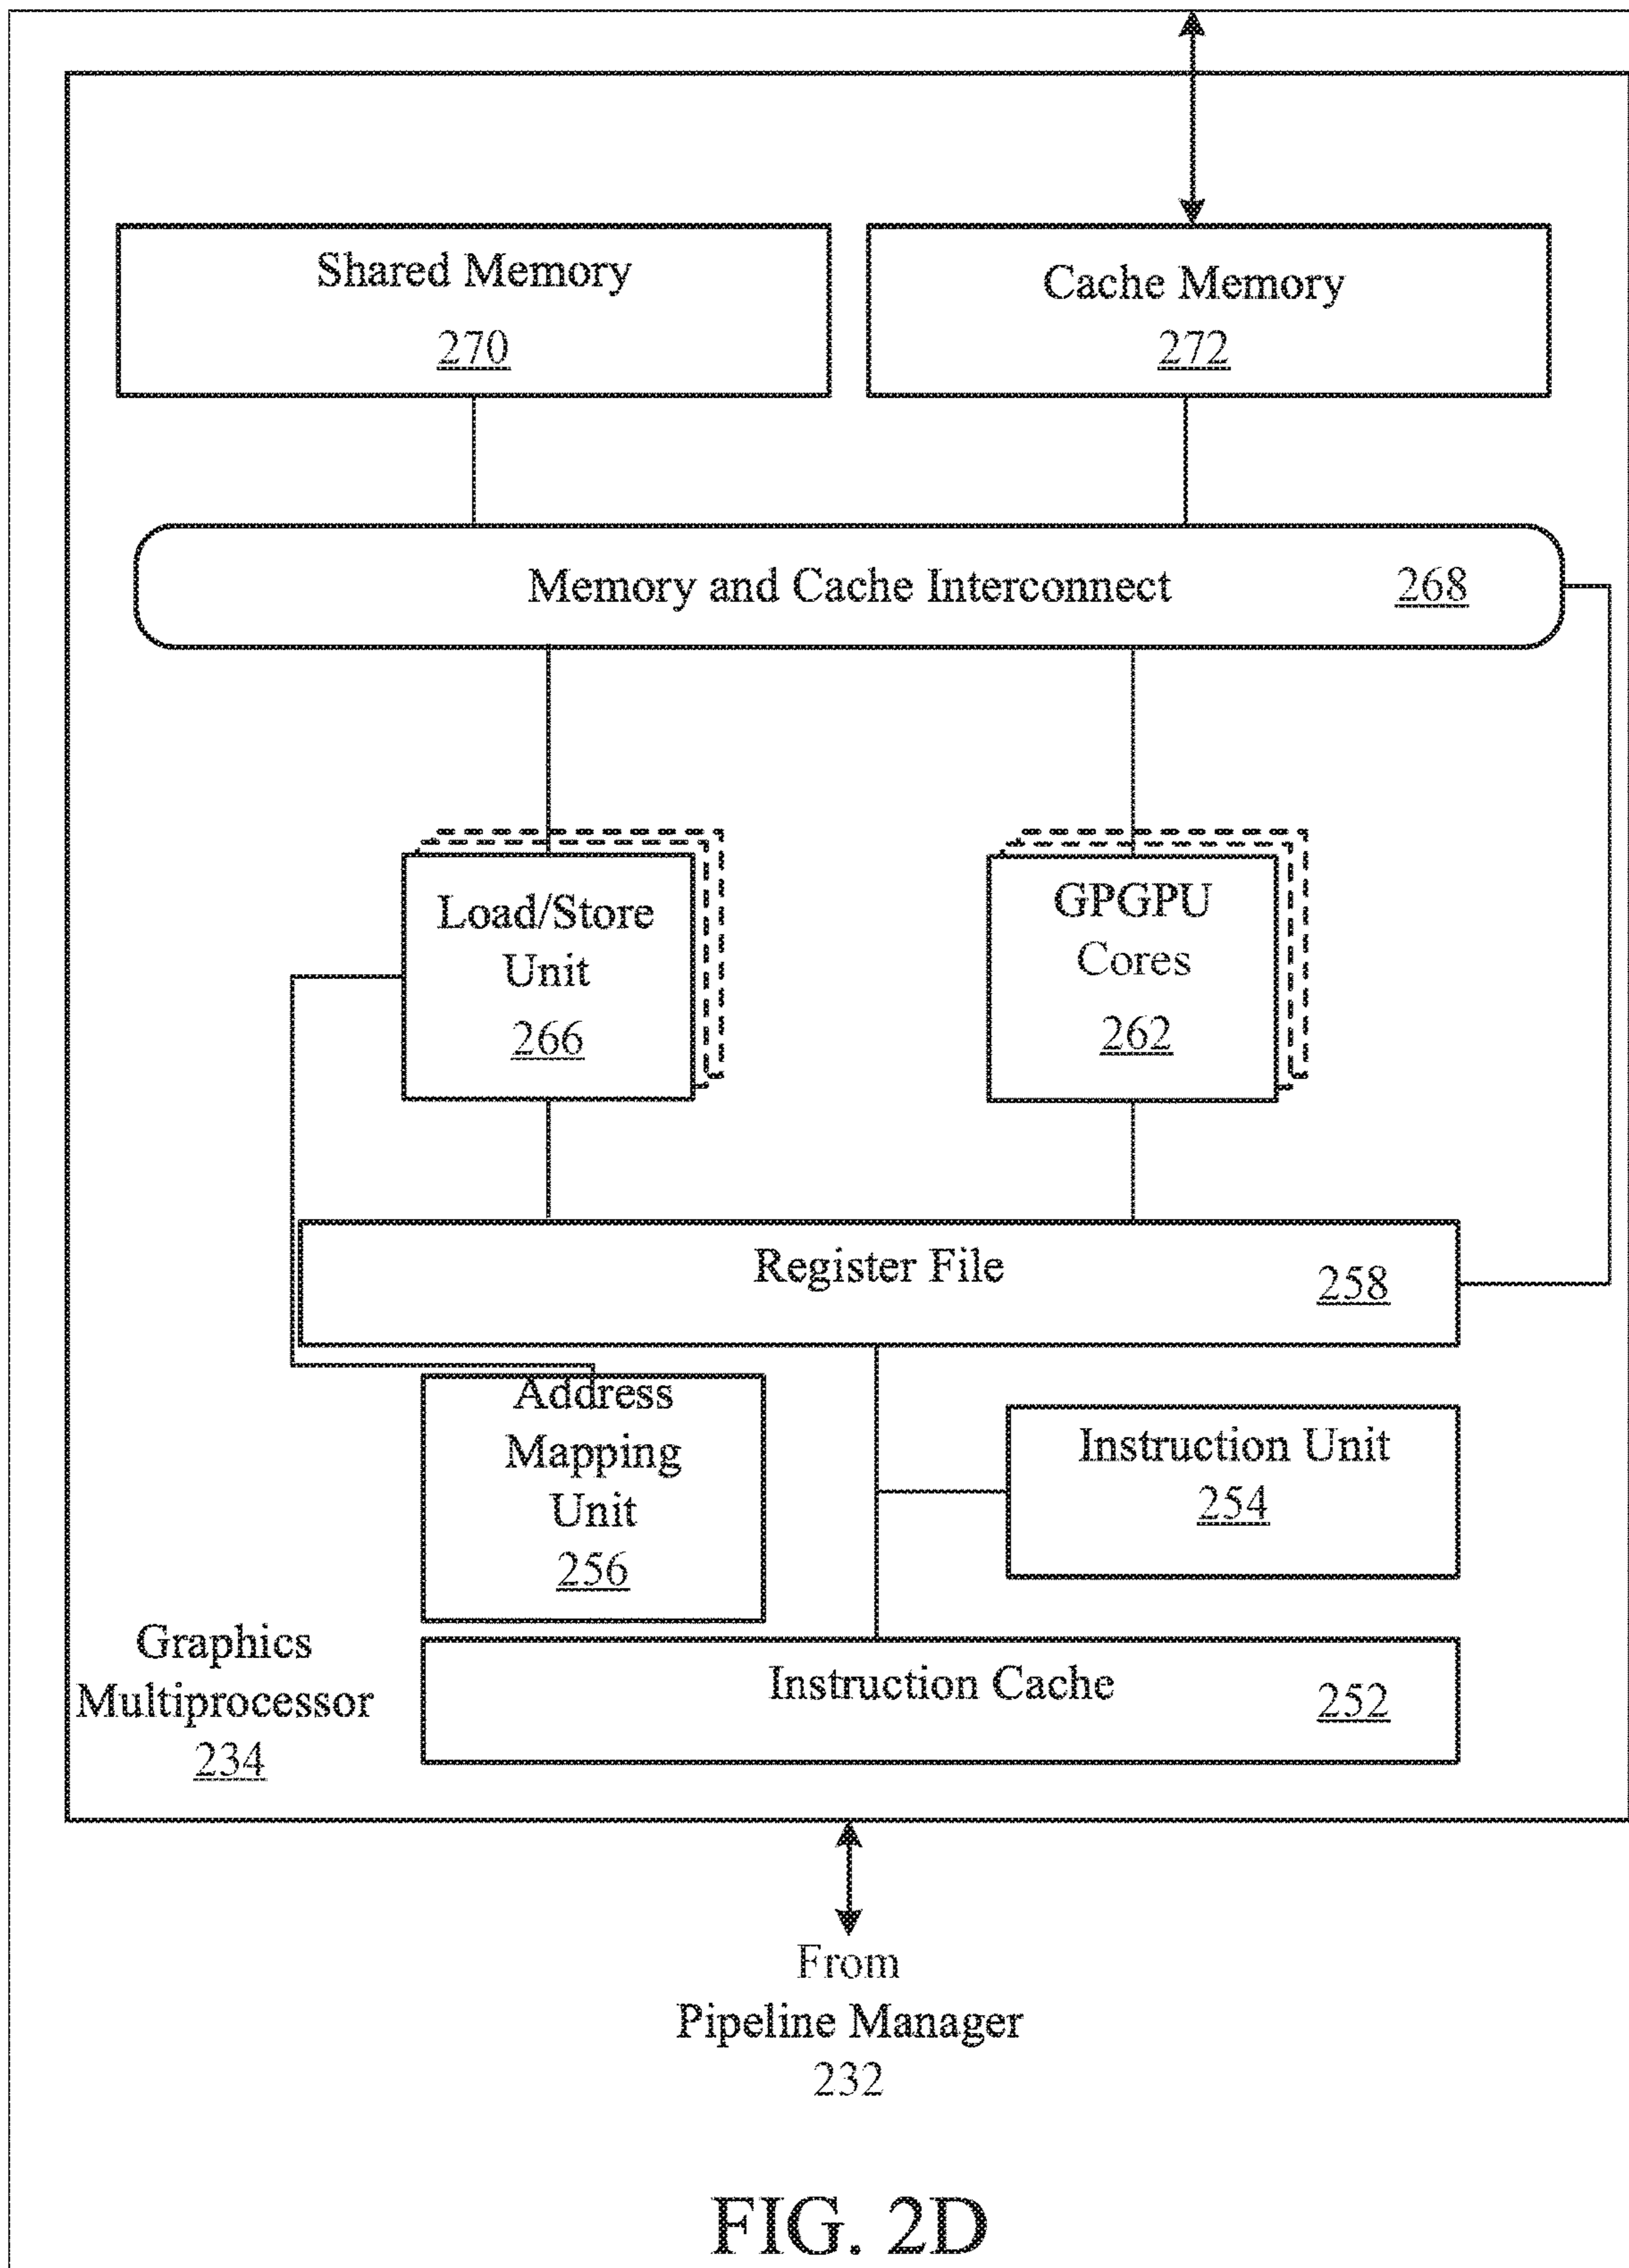 Shared Memory
270
Cache Memory
272
Memory and Cache Interconnect 268
Load/Store
Unit
266
GPGPU
Cores
262
Register File 258
Address
Mapping
Unit
256
Instruction Unit
254
Graphics
Multiprocessor
234
Instruction Cache 252
From
Pipeline Manager
232
FIG. 2D